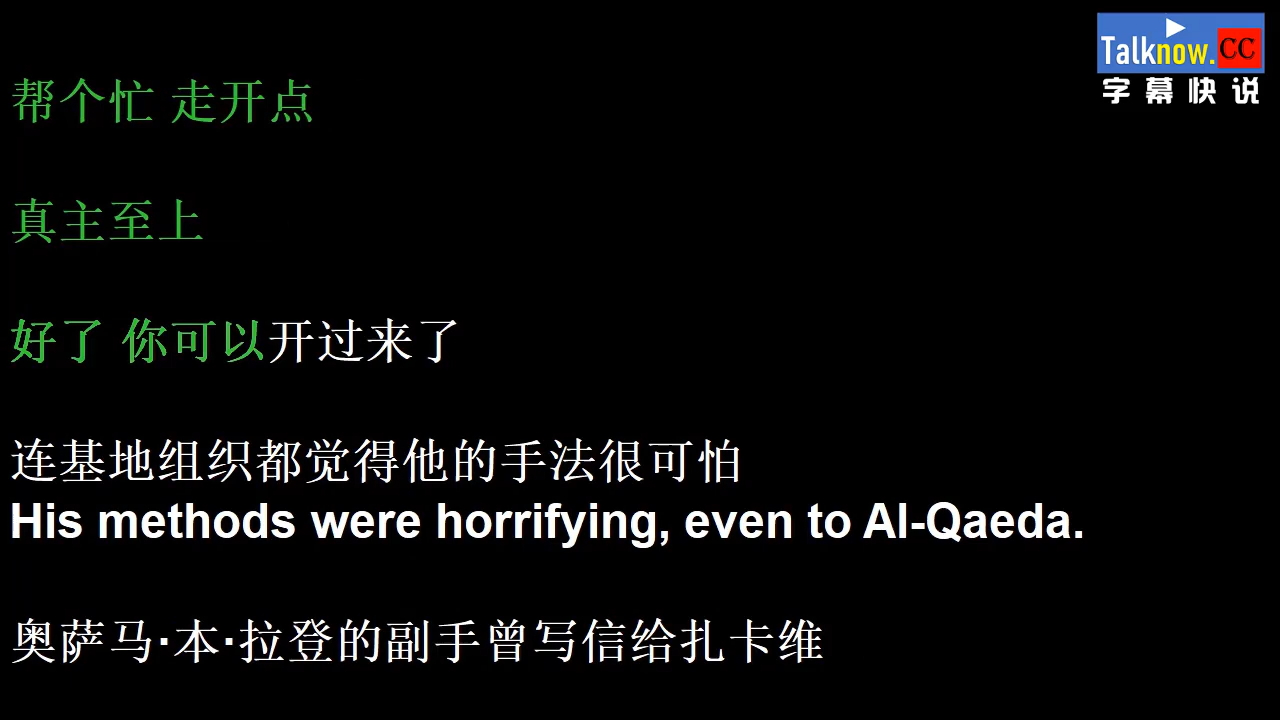 Talknow.CC
字幕快说
帮个忙 走开点
真主至上
好了 你可以开过来了
连基地组织都觉得他的手法很可怕
His methods were horrifying, even to Al-Qaeda.
奥萨马·本·拉登的副手曾写信给扎卡维